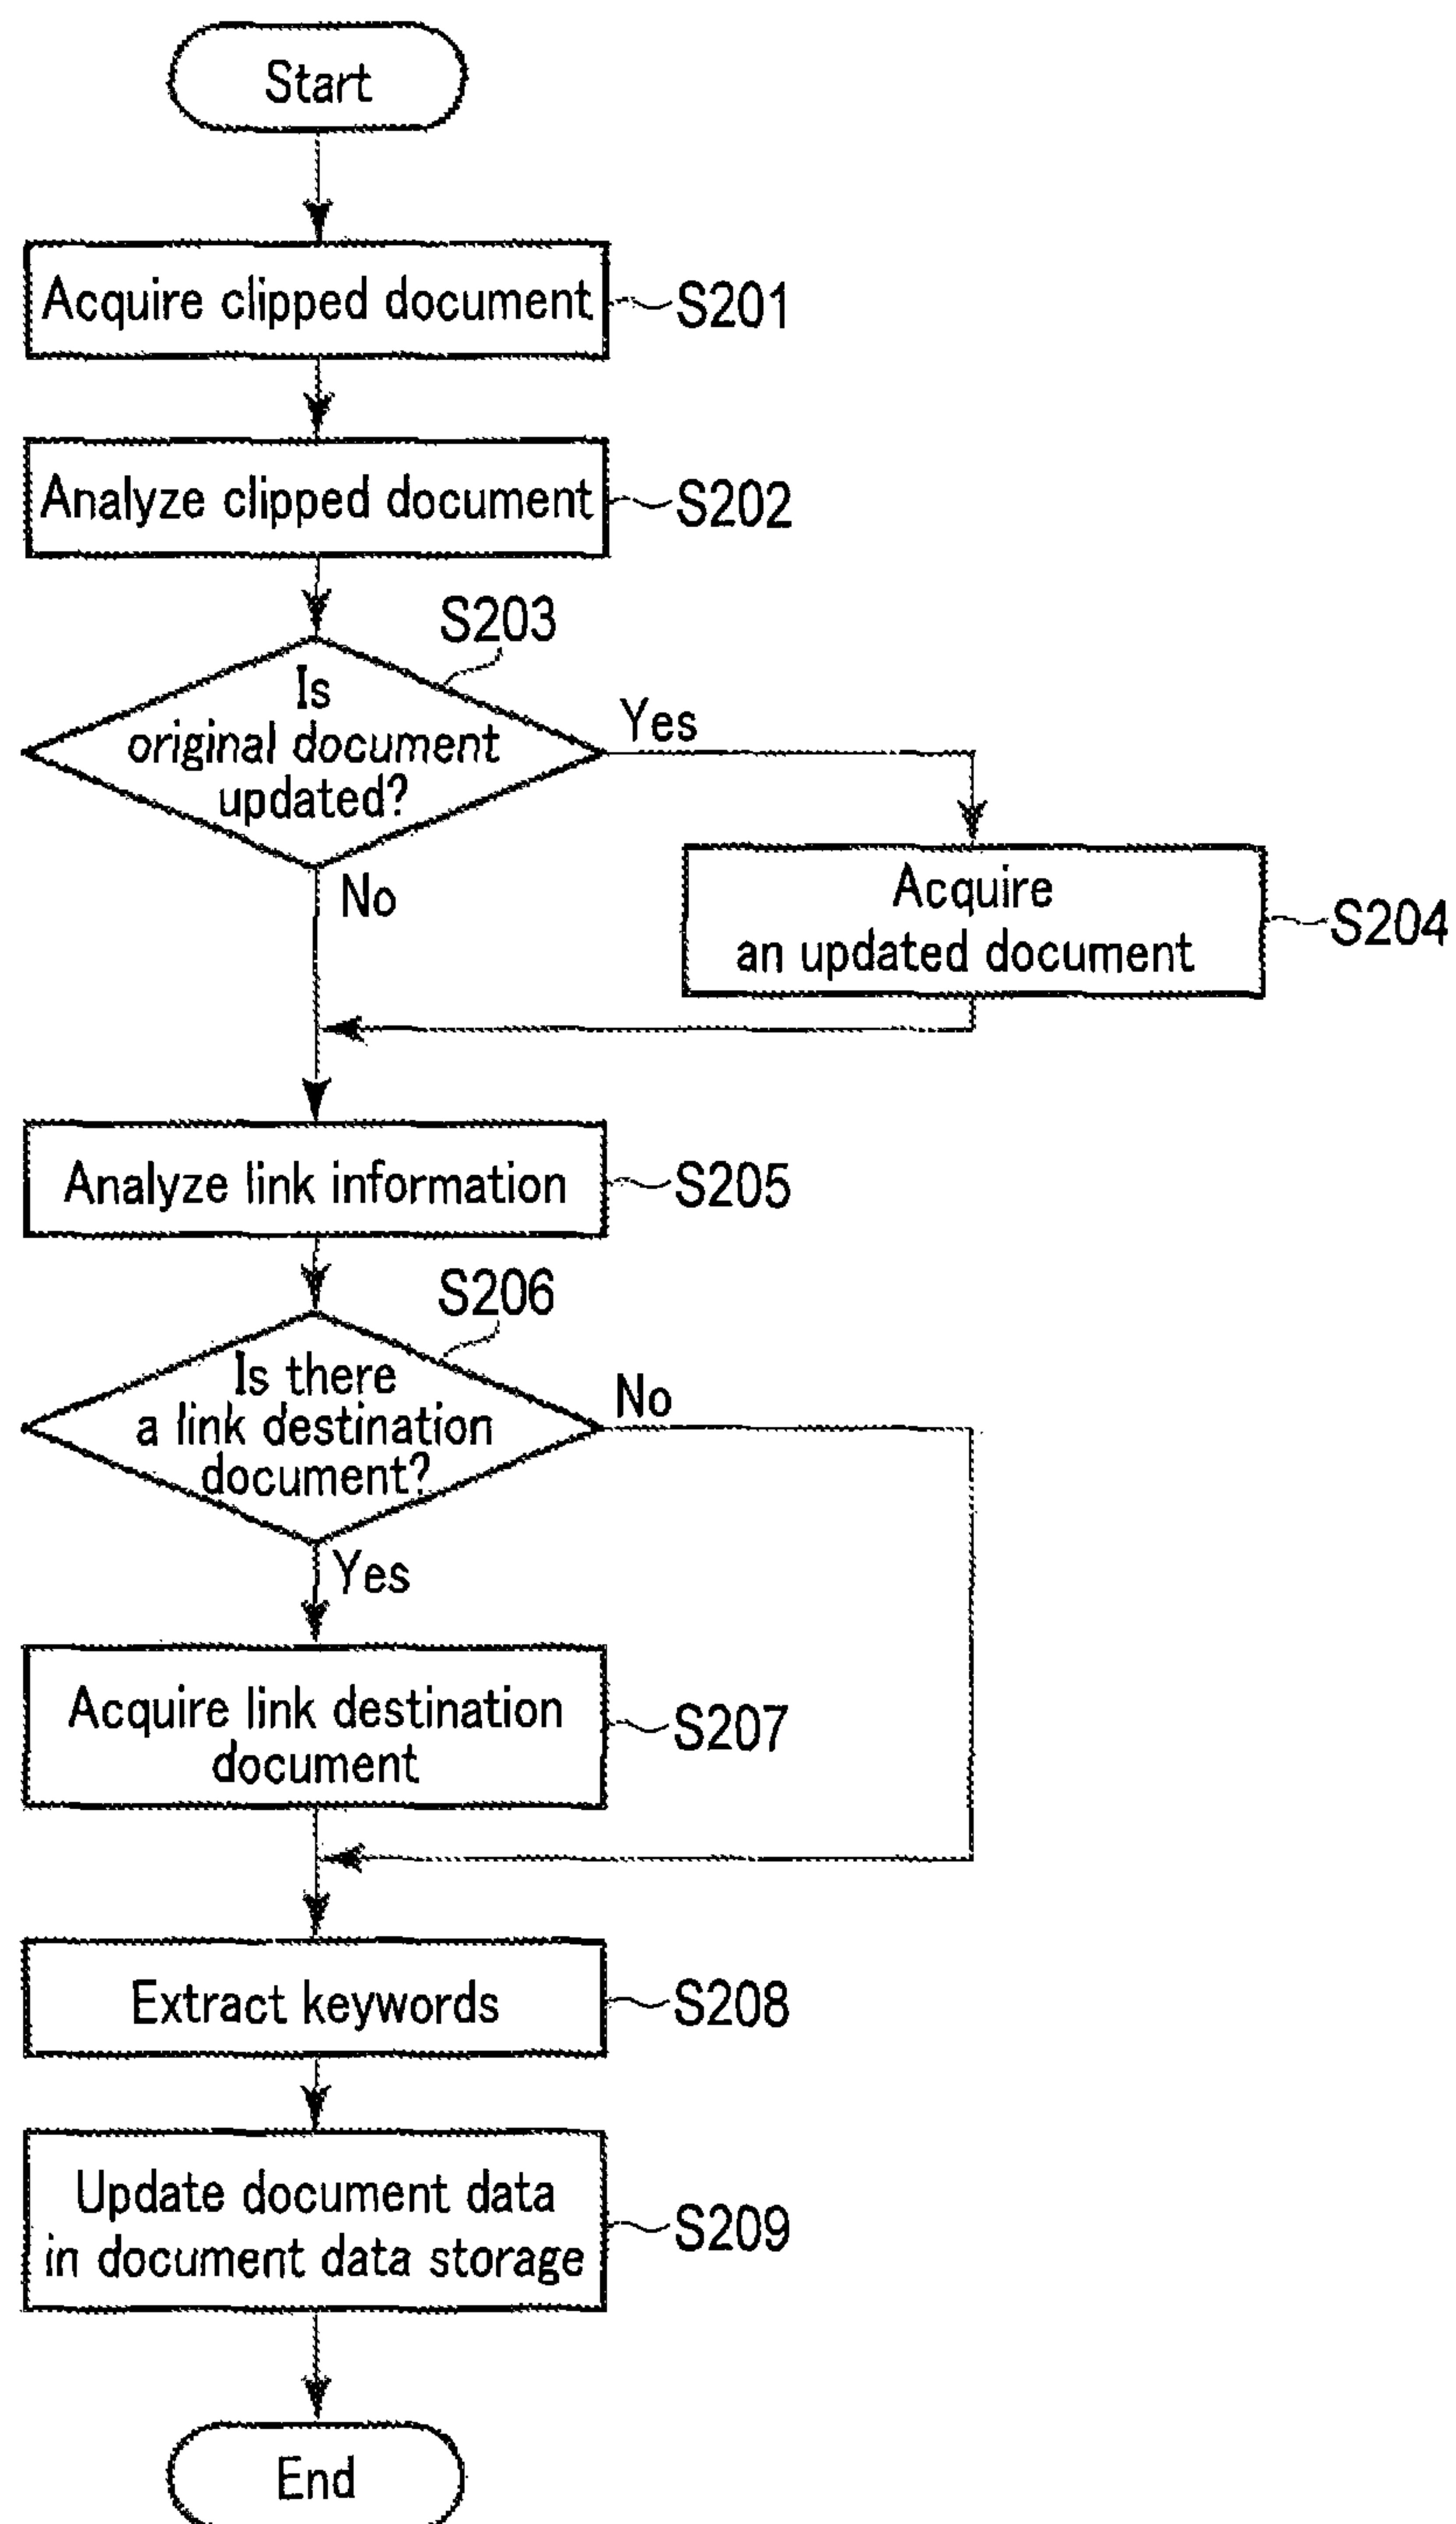 Start
Acquire clipped document
S201
Analyze clipped document
S202
S203
Is
original document
updated?
Yes
No
Acquire
an updated document
S204
Analyze link information
S205
S206
Is there
a link destination
document?
No
Yes
Acquire link destination
document
S207
Extract keywords
S208
Update document data
in document data storage
S209
End